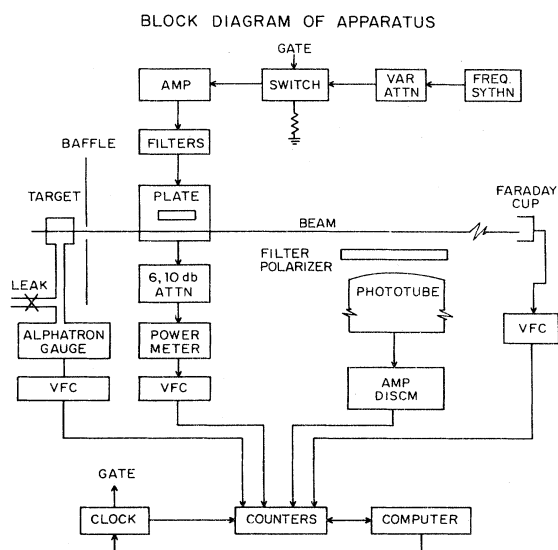 BLOCK DIAGRAM OF APPARATUS
GATE
AMP
SWITCH
VAR
ATTN
FREQ.
SYTHN
BAFFLE
FILTERS
TARGET
PLATE
FARADAY
CUP
BEAM
FILTER
POLARIZER
LEAK
6, 10 db
ATTN
PHOTOTUBE
ALPHATRON
GAUGE
POWER
METER
VFC
VFC
VFC
AMP
DISCM
GATE
CLOCK
COUNTERS
COMPUTER